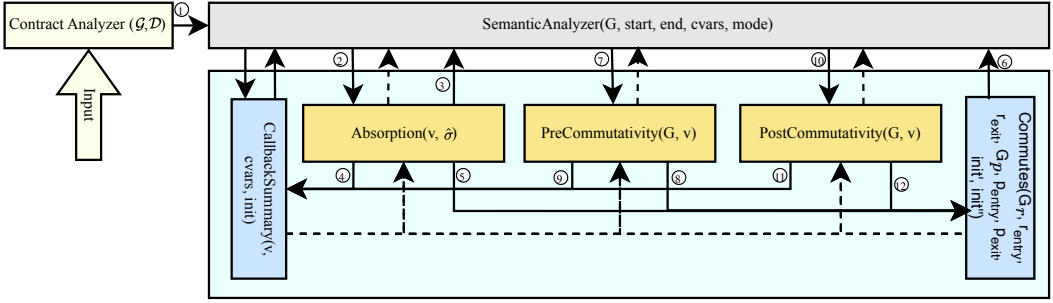 Contract Analyzer (𝒢,𝒟)
①
SemanticAnalyzer(G, start, end, cvars, mode)
Input
②
③
⑦
⑩
⑥
CallbackSummary(v,
cvars, init)
Absorption(v, σ̂)
PreCommutativity(G, v)
PostCommutativity(G, v)
Commutes(G𝒯, r_entry,
r_exit, G𝒫, p_entry, p_exit,
init', init'')
④
⑤
⑨
⑧
⑪
⑫